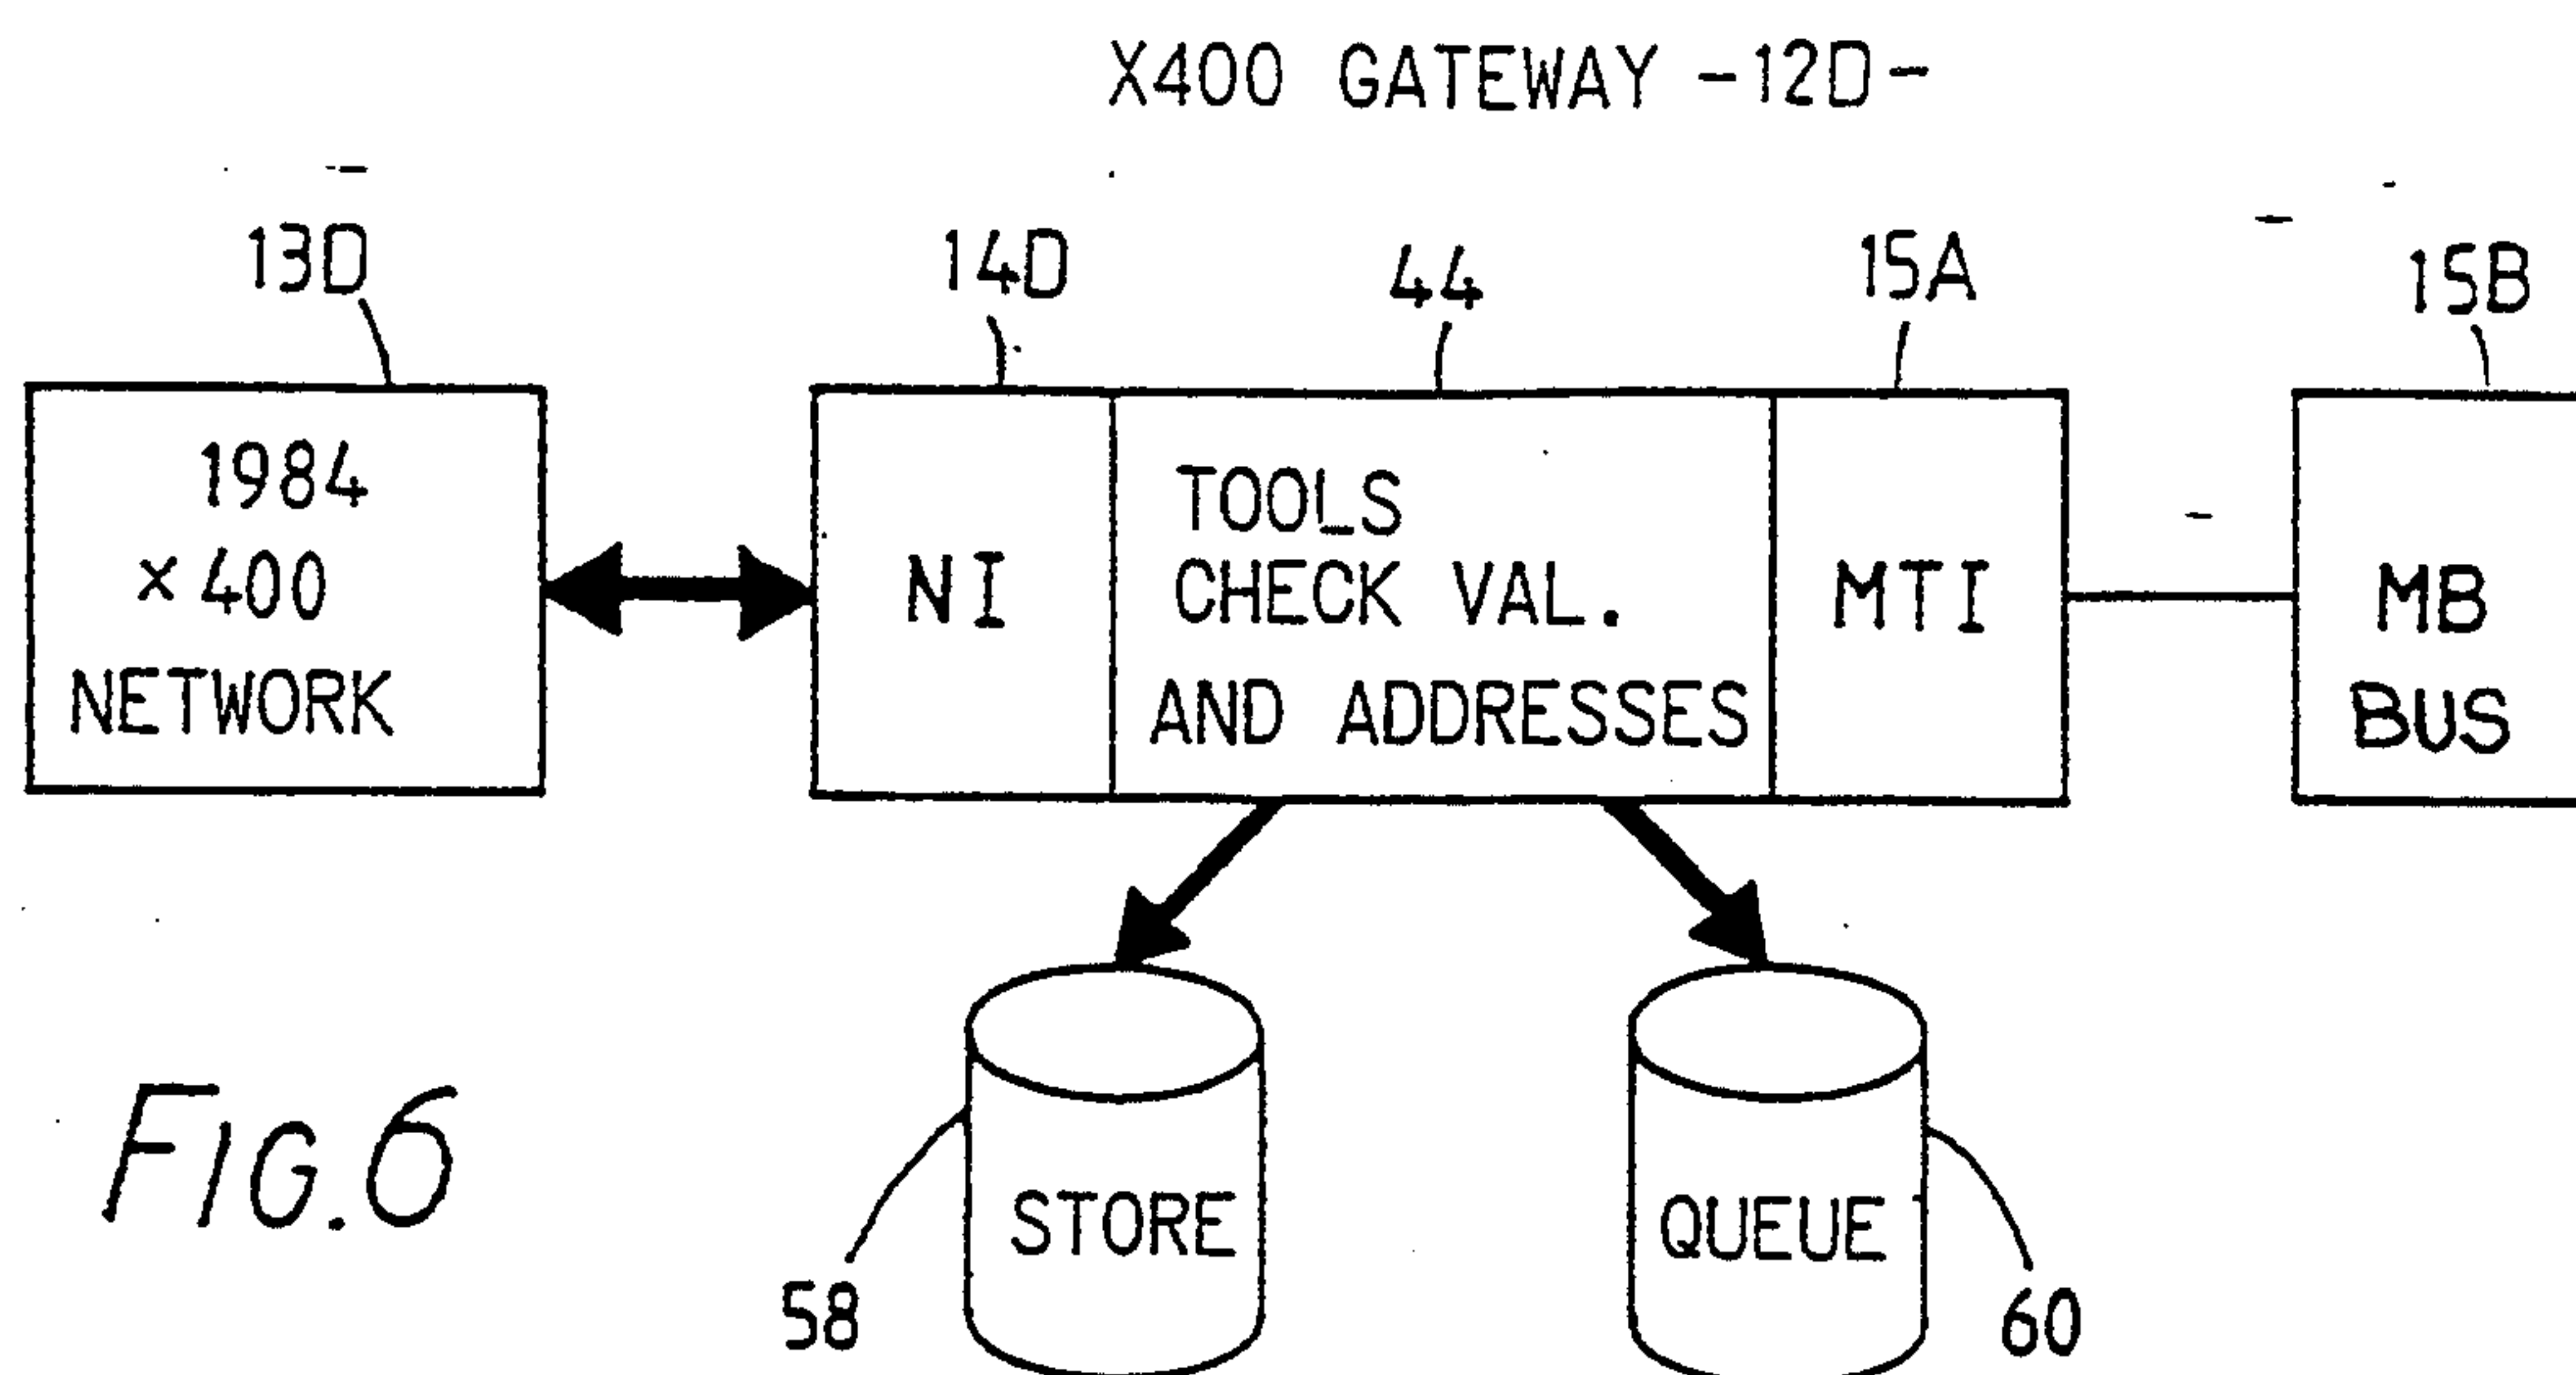 X400 GATEWAY -12D-
13D
14D
44
15A
15B
1984
x 400
NETWORK
NI
TOOLS
CHECK VAL.
AND ADDRESSES
MTI
MB
BUS
STORE
QUEUE
58
60
FIG.6